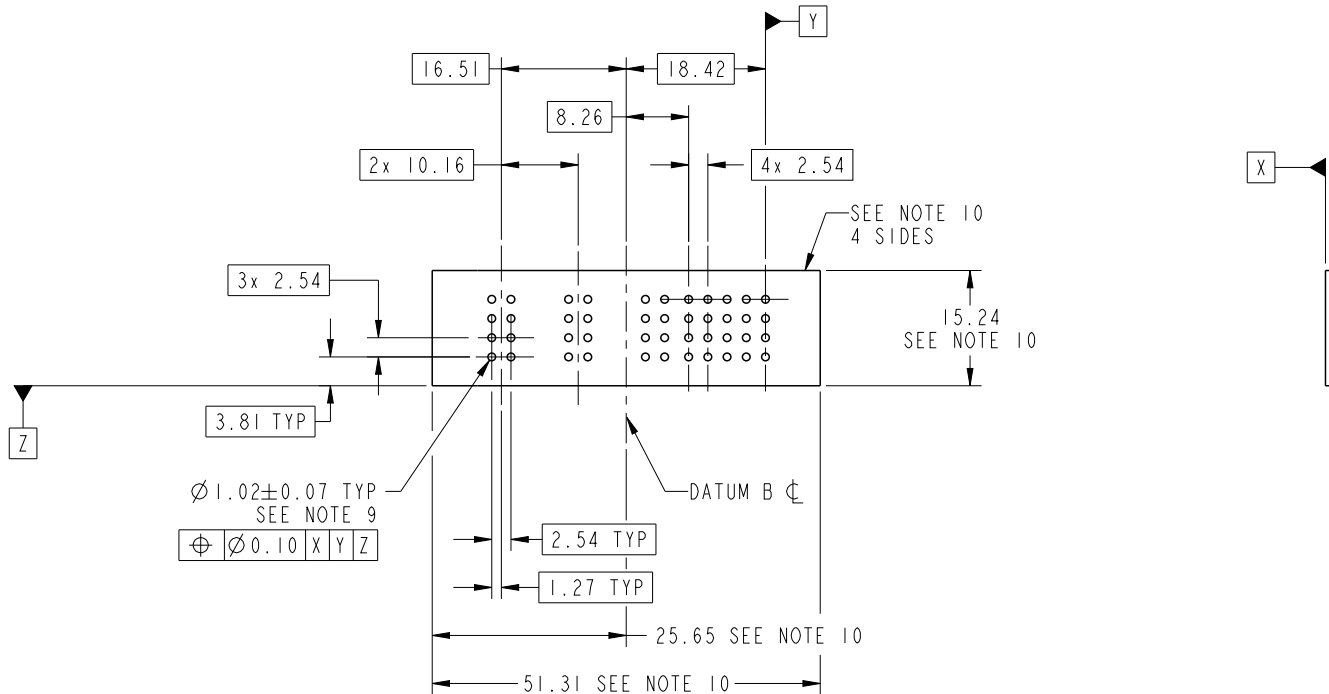 Y
16.51
18.42
8.26
2x 10.16
4x 2.54
X
SEE NOTE 10
4 SIDES
3x 2.54
15.24
SEE NOTE 10
3.81 TYP
Z
Ø1.02±0.07 TYP
SEE NOTE 9
⌖ Ø0.10 X Y Z
DATUM B ℄
2.54 TYP
1.27 TYP
25.65 SEE NOTE 10
51.31 SEE NOTE 10